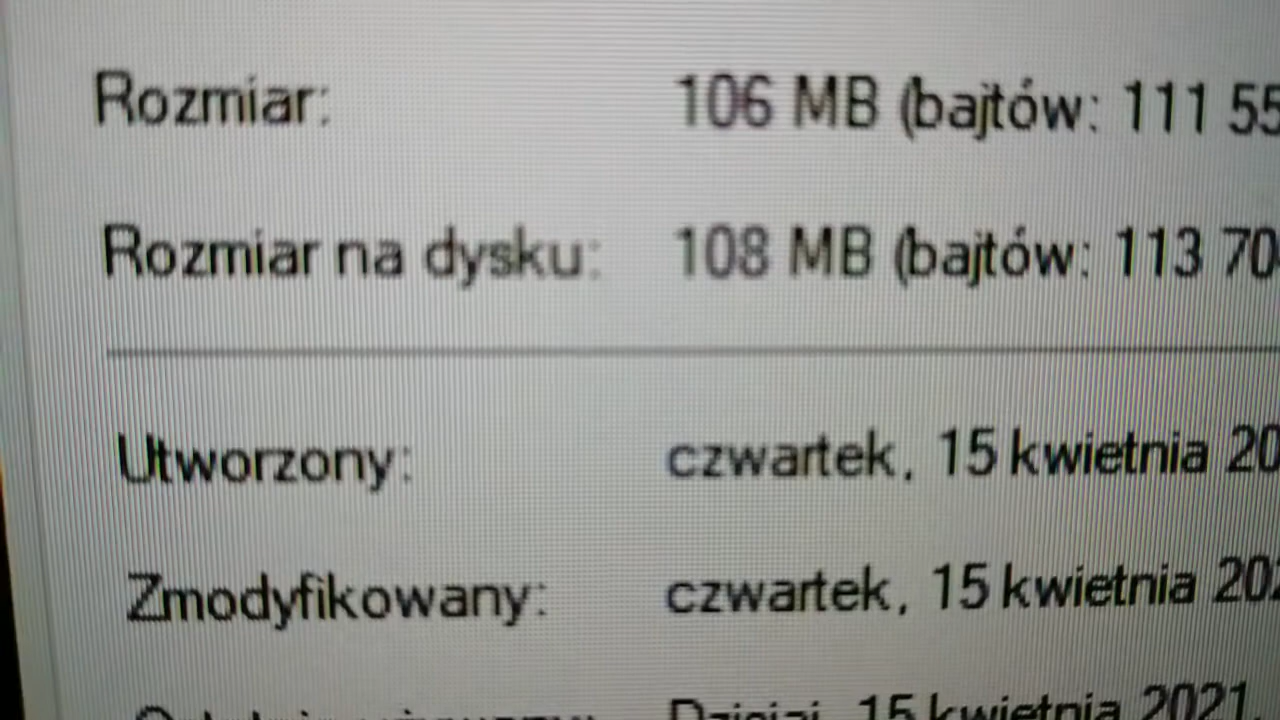 Rozmiar: 106 MB (bajtów: 111 55
Rozmiar na dysku: 108 MB (bajtów: 113 70
Utworzony: czwartek, 15 kwietnia 20
Zmodyfikowany: czwartek, 15 kwietnia 202
Dzisiaj, 15 kwietnia 2021,